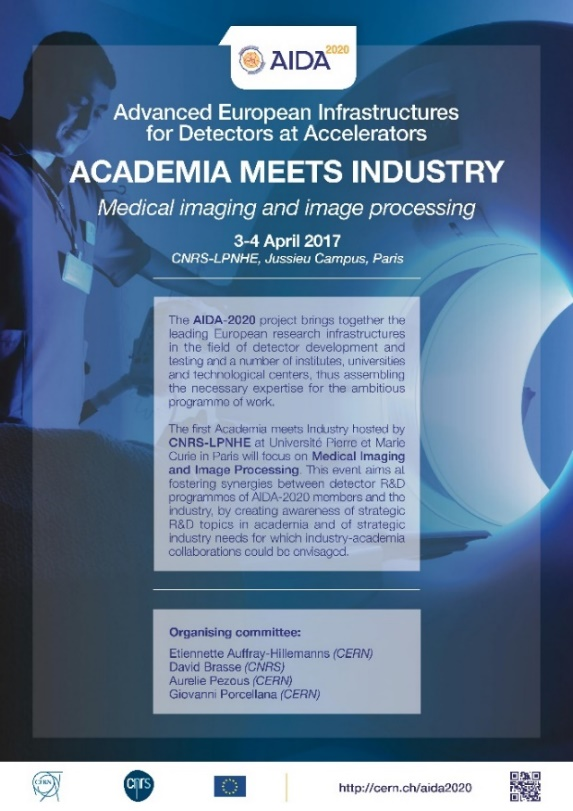 AIDA2020
Advanced European Infrastructures
for Detectors at Accelerators
ACADEMIA MEETS INDUSTRY
Medical imaging and image processing
3-4 April 2017
CNRS-LPNHE, Jussieu Campus, Paris
The AIDA-2020 project brings together the
leading European research infrastructures
in the field of detector development and
testing and a number of institutes, universities
and technological centers, thus assembling
the necessary expertise for the ambitious
programme of work.
The first Academia meets Industry hosted by
CNRS-LPNHE at Université Pierre et Marie
Curie in Paris will focus on Medical Imaging
and Image Processing. This event aims at
fostering synergies between detector R&D
programmes of AIDA-2020 members and the
industry, by creating awareness of strategic
R&D topics in academia and of strategic
industry needs for which industry-academia
collaborations could be envisaged.
Organising committee:
Etiennette Auffray-Hillemanns (CERN)
David Brasse (CNRS)
Aurelie Pezous (CERN)
Giovanni Porcellana (CERN)
CERN
cnrs
http://cern.ch/aida2020